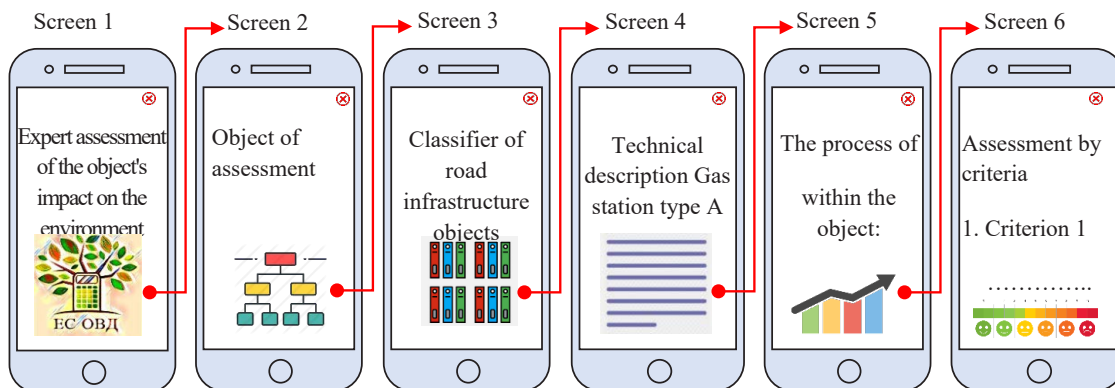 Screen 1
Screen 2
Screen 3
Screen 4
Screen 5
Screen 6
Expert assessment
of the object's
impact on the
environment
ЕС ОВД
Object of
assessment
Classifier of
road
infrastructure
objects
Technical
description Gas
station type A
The process of
within the
object:
Assessment by
criteria
1. Criterion 1
..............